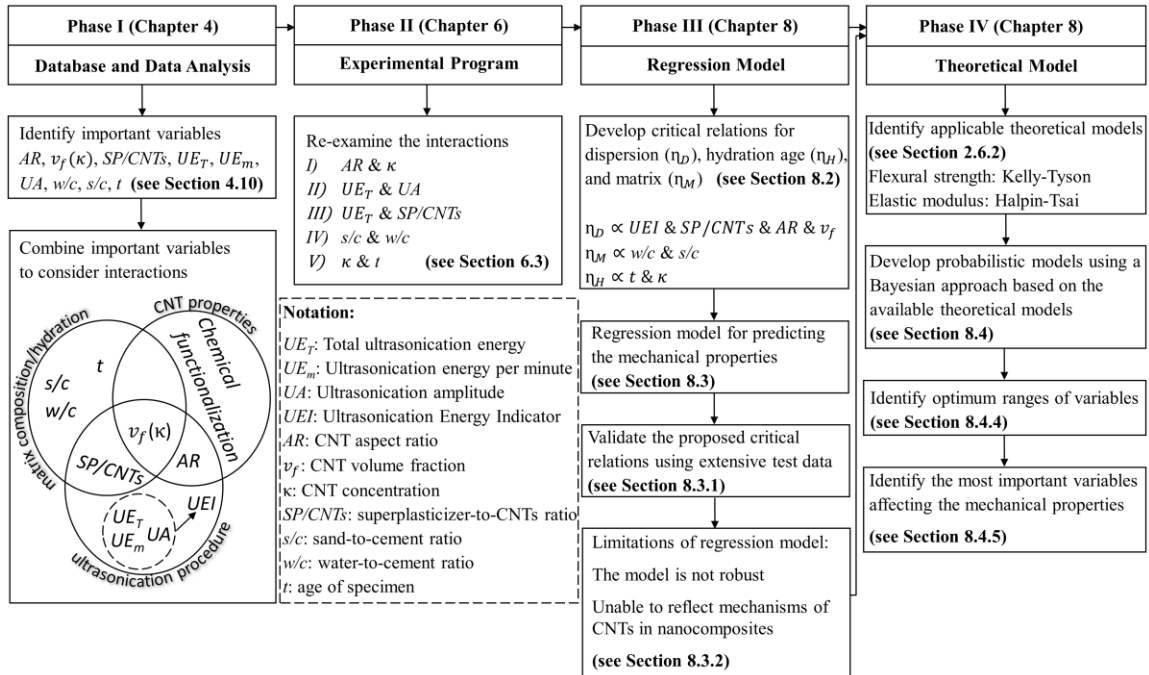 Phase I (Chapter 4)
Database and Data Analysis
Identify important variables
AR, v_f(κ), SP/CNTs, UE_T, UE_m,
UA, w/c, s/c, t (see Section 4.10)
Combine important variables
to consider interactions
matrix composition/hydration
CNT properties
Chemical
functionalization
t
s/c
w/c
v_f(κ)
SP/CNTs
AR
UE_T
UE_m
UA
UEI
ultrasonication procedure
Phase II (Chapter 6)
Experimental Program
Re-examine the interactions
I) AR & κ
II) UE_T & UA
III) UE_T & SP/CNTs
IV) s/c & w/c
V) κ & t (see Section 6.3)
Notation:
UE_T: Total ultrasonication energy
UE_m: Ultrasonication energy per minute
UA: Ultrasonication amplitude
UEI: Ultrasonication Energy Indicator
AR: CNT aspect ratio
v_f: CNT volume fraction
κ: CNT concentration
SP/CNTs: superplasticizer-to-CNTs ratio
s/c: sand-to-cement ratio
w/c: water-to-cement ratio
t: age of specimen
Phase III (Chapter 8)
Regression Model
Develop critical relations for
dispersion (η_D), hydration age (η_H),
and matrix (η_M) (see Section 8.2)
η_D ∝ UEI & SP/CNTs & AR & v_f
η_M ∝ w/c & s/c
η_H ∝ t & κ
Regression model for predicting
the mechanical properties
(see Section 8.3)
Validate the proposed critical
relations using extensive test data
(see Section 8.3.1)
Limitations of regression model:
The model is not robust
Unable to reflect mechanisms of
CNTs in nanocomposites
(see Section 8.3.2)
Phase IV (Chapter 8)
Theoretical Model
Identify applicable theoretical models
(see Section 2.6.2)
Flexural strength: Kelly-Tyson
Elastic modulus: Halpin-Tsai
Develop probabilistic models using a
Bayesian approach based on the
available theoretical models
(see Section 8.4)
Identify optimum ranges of variables
(see Section 8.4.4)
Identify the most important variables
affecting the mechanical properties
(see Section 8.4.5)